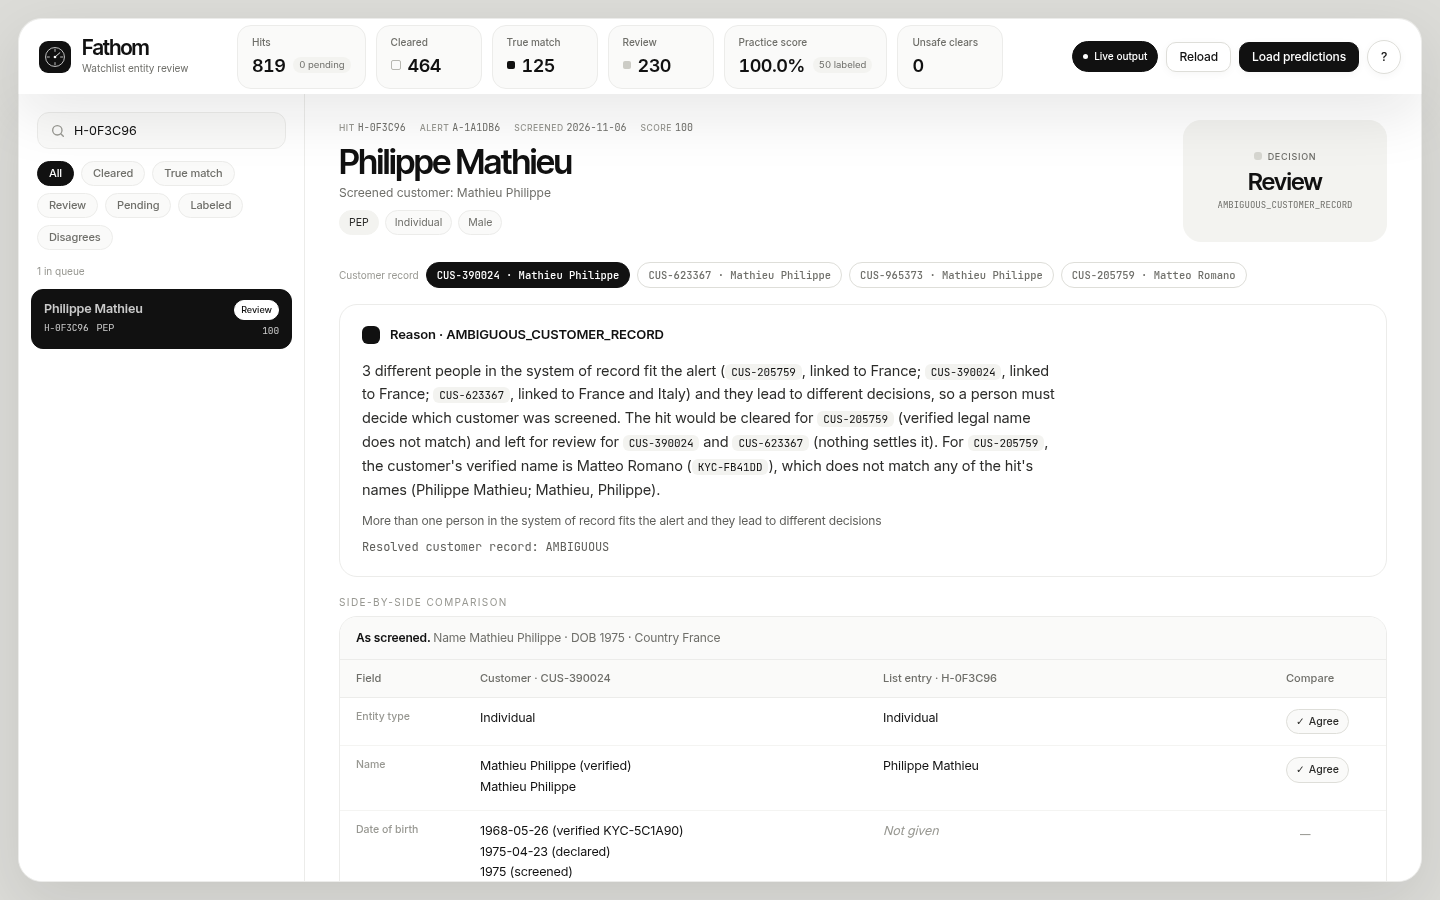 Fathom
Watchlist entity review
Hits
819 0 pending
Cleared
464
True match
125
Review
230
Practice score
100.0% 50 labeled
Unsafe clears
0
Live output
Reload
Load predictions
?
H-0F3C96
All Cleared True match
Review Pending Labeled
Disagrees
1 in queue
Philippe Mathieu Review
H-0F3C96 PEP 100
HIT H-0F3C96 ALERT A-1A1DB6 SCREENED 2026-11-06 SCORE 100
Philippe Mathieu
Screened customer: Mathieu Philippe
PEP Individual Male
DECISION
Review
AMBIGUOUS_CUSTOMER_RECORD
Customer record CUS-390024 · Mathieu Philippe CUS-623367 · Mathieu Philippe CUS-965373 · Mathieu Philippe CUS-205759 · Matteo Romano
Reason · AMBIGUOUS_CUSTOMER_RECORD
3 different people in the system of record fit the alert ( CUS-205759 , linked to France; CUS-390024 , linked
to France; CUS-623367 , linked to France and Italy) and they lead to different decisions, so a person must
decide which customer was screened. The hit would be cleared for CUS-205759 (verified legal name
does not match) and left for review for CUS-390024 and CUS-623367 (nothing settles it). For CUS-205759 ,
the customer's verified name is Matteo Romano ( KYC-FB41DD ), which does not match any of the hit's
names (Philippe Mathieu; Mathieu, Philippe).
More than one person in the system of record fits the alert and they lead to different decisions
Resolved customer record: AMBIGUOUS
SIDE-BY-SIDE COMPARISON
As screened. Name Mathieu Philippe · DOB 1975 · Country France
Field Customer · CUS-390024 List entry · H-0F3C96 Compare
Entity type Individual Individual ✓ Agree
Name Mathieu Philippe (verified) Philippe Mathieu ✓ Agree
Mathieu Philippe
Date of birth 1968-05-26 (verified KYC-5C1A90) Not given —
1975-04-23 (declared)
1975 (screened)